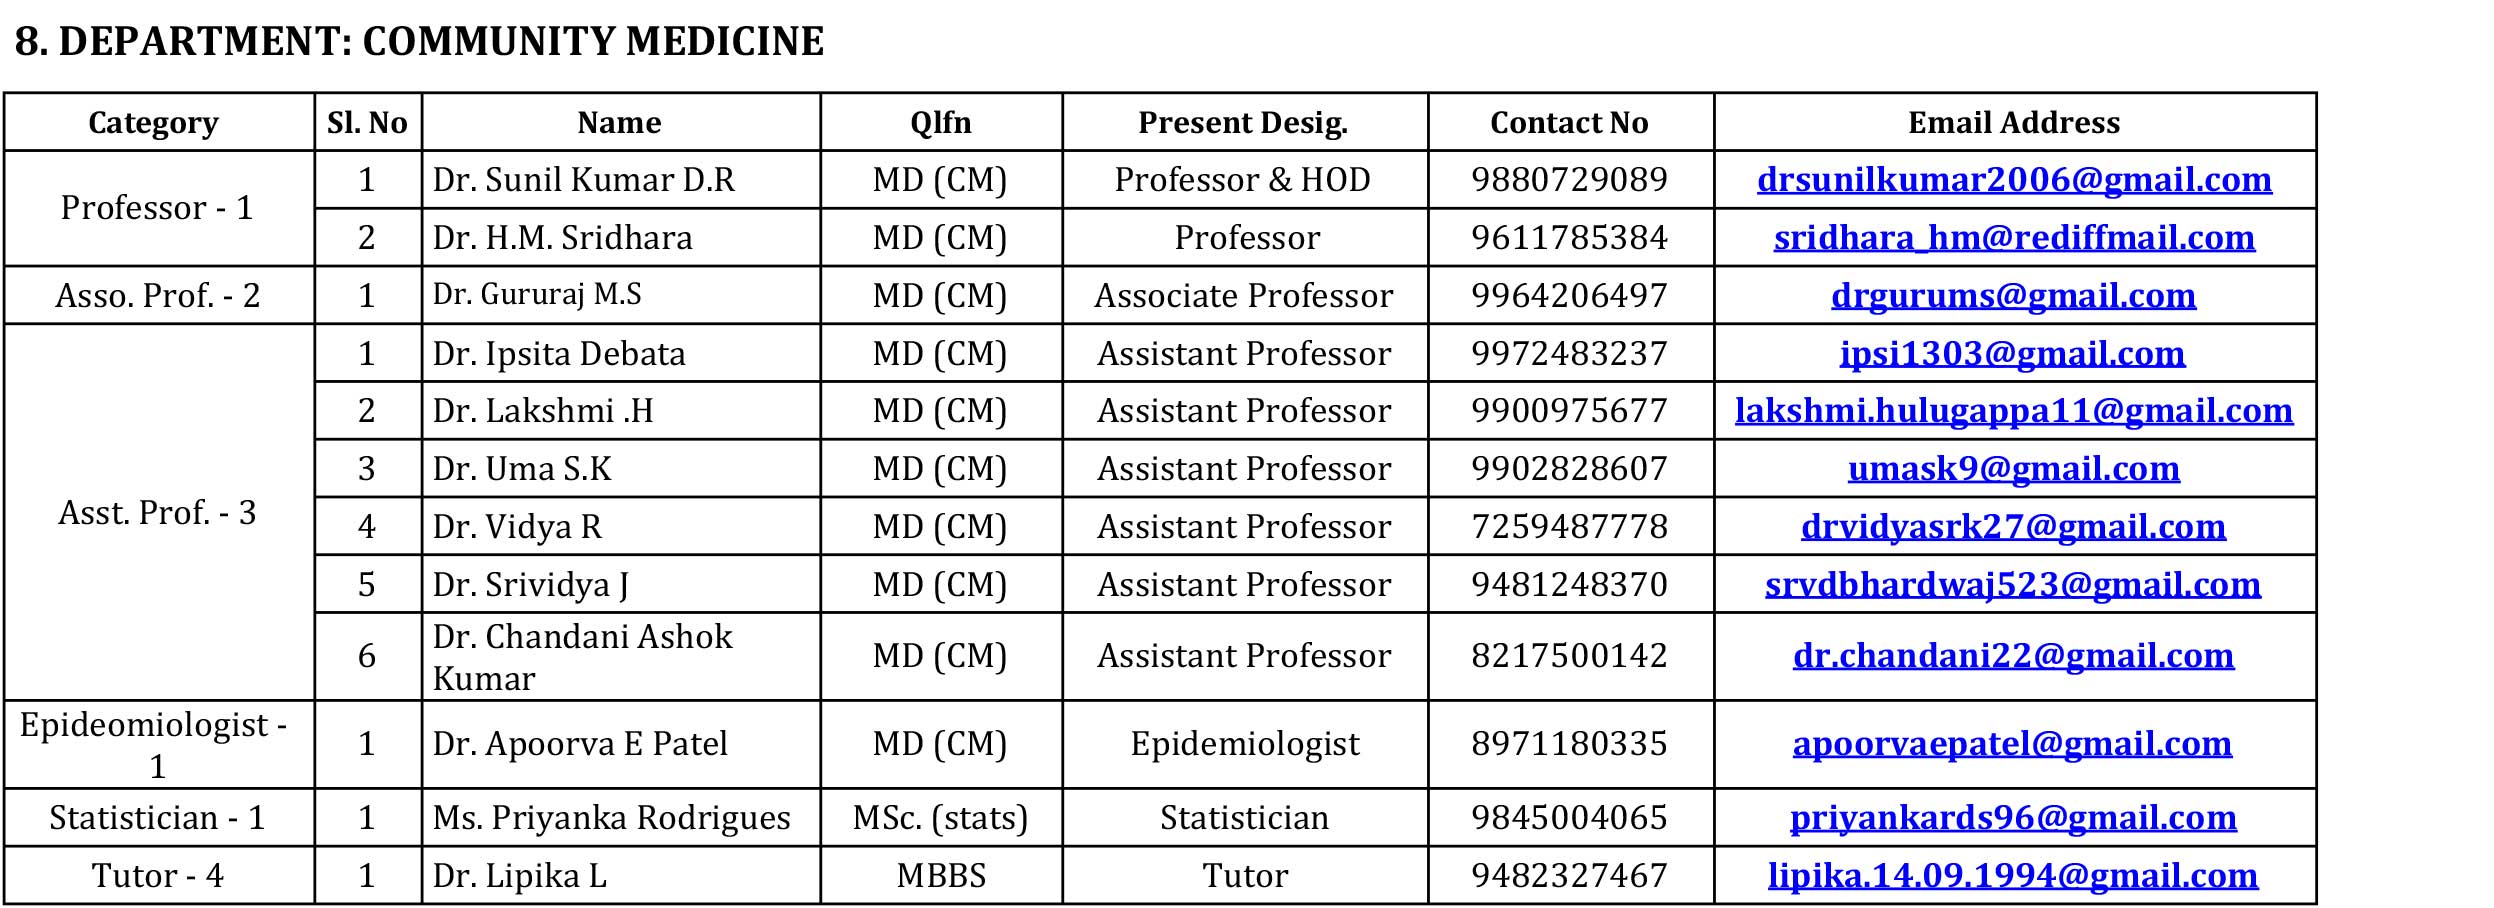 8. DEPARTMENT: COMMUNITY MEDICINE
Category Sl. No Name Qlfn Present Desig. Contact No Email Address
Professor - 1
1 Dr. Sunil Kumar D.R MD (CM) Professor & HOD 9880729089 drsunilkumar2006@gmail.com
2 Dr. H.M. Sridhara MD (CM) Professor 9611785384 sridhara_hm@rediffmail.com
Asso. Prof. - 2 1 Dr. Gururaj M.S MD (CM) Associate Professor 9964206497 drgurums@gmail.com
Asst. Prof. - 3
1 Dr. Ipsita Debata MD (CM) Assistant Professor 9972483237 ipsi1303@gmail.com
2 Dr. Lakshmi .H MD (CM) Assistant Professor 9900975677 lakshmi.hulugappa11@gmail.com
3 Dr. Uma S.K MD (CM) Assistant Professor 9902828607 umask9@gmail.com
4 Dr. Vidya R MD (CM) Assistant Professor 7259487778 drvidyasrk27@gmail.com
5 Dr. Srividya J MD (CM) Assistant Professor 9481248370 srvdbhardwaj523@gmail.com
6 Dr. Chandani Ashok
Kumar MD (CM) Assistant Professor 8217500142 dr.chandani22@gmail.com
Epideomiologist -
1 1 Dr. Apoorva E Patel MD (CM) Epidemiologist 8971180335 apoorvaepatel@gmail.com
Statistician - 1 1 Ms. Priyanka Rodrigues MSc. (stats) Statistician 9845004065 priyankards96@gmail.com
Tutor - 4 1 Dr. Lipika L MBBS Tutor 9482327467 lipika.14.09.1994@gmail.com